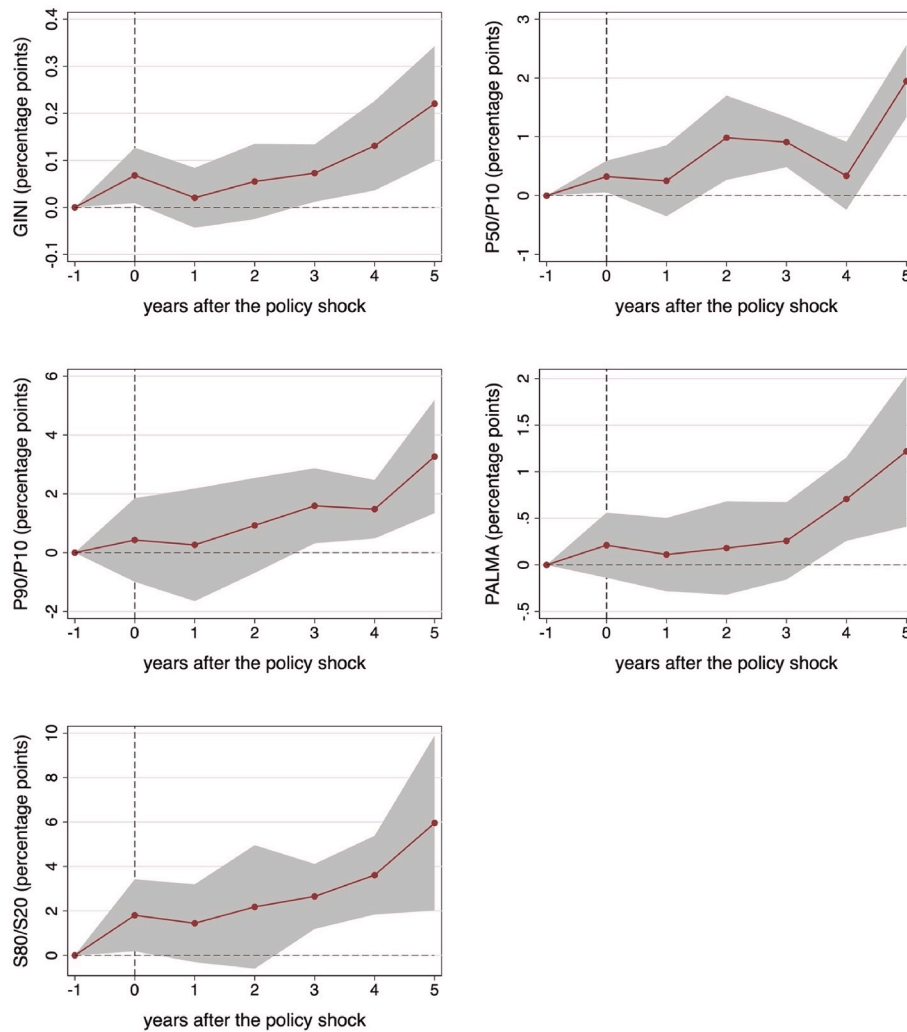 GINI (percentage points)
0.4
0.3
0.2
0.1
0.0
-0.1
-1 0 1 2 3 4 5
years after the policy shock
P50/P10 (percentage points)
3
2
1
0
-1
-1 0 1 2 3 4 5
years after the policy shock
P90/P10 (percentage points)
6
4
2
0
-2
-1 0 1 2 3 4 5
years after the policy shock
PALMA (percentage points)
2
1.5
1
.5
0
-.5
-1 0 1 2 3 4 5
years after the policy shock
S80/S20 (percentage points)
10
8
6
4
2
0
-1 0 1 2 3 4 5
years after the policy shock